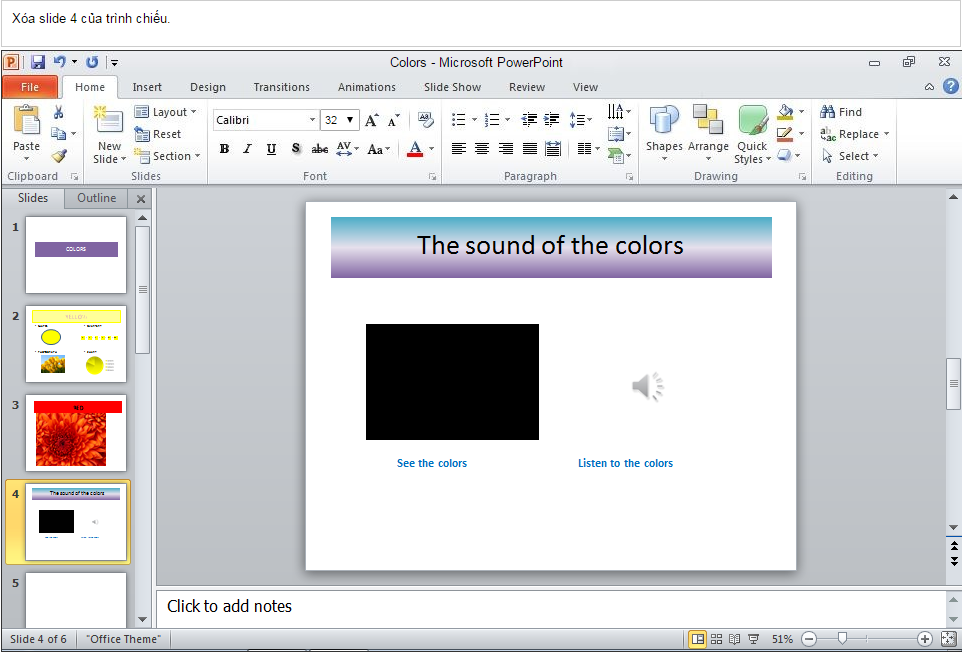 Xóa slide 4 của trình chiếu.
Colors - Microsoft PowerPoint
File Home Insert Design Transitions Animations Slide Show Review View
Paste
Clipboard
New Slide
Layout
Reset
Section
Slides
Calibri 32
B I U S abc AV Aa A
Font
Paragraph
Shapes Arrange Quick Styles
Drawing
Find
Replace
Select
Editing
Slides Outline
1
COLORS
2
YELLOW
3
RED
4
The sound of the colors
5
The sound of the colors
See the colors Listen to the colors
Click to add notes
Slide 4 of 6 "Office Theme" 51%